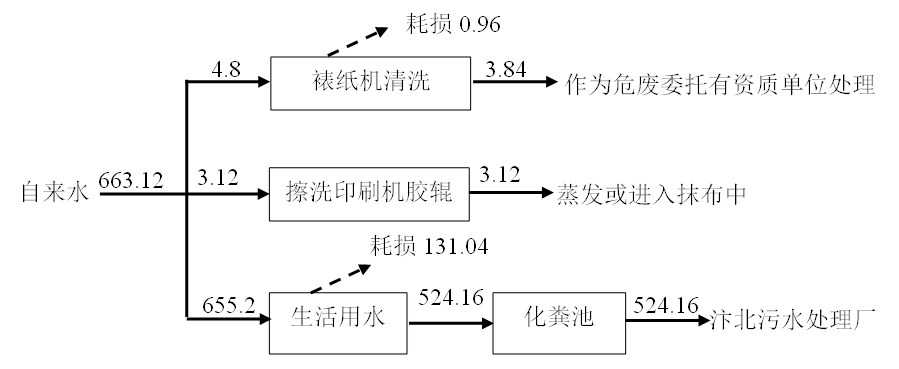 耗损 0.96
4.8
裱纸机清洗
3.84
作为危废委托有资质单位处理
自来水
663.12
3.12
擦洗印刷机胶辊
3.12
蒸发或进入抹布中
耗损 131.04
655.2
生活用水
524.16
化粪池
524.16
汴北污水处理厂